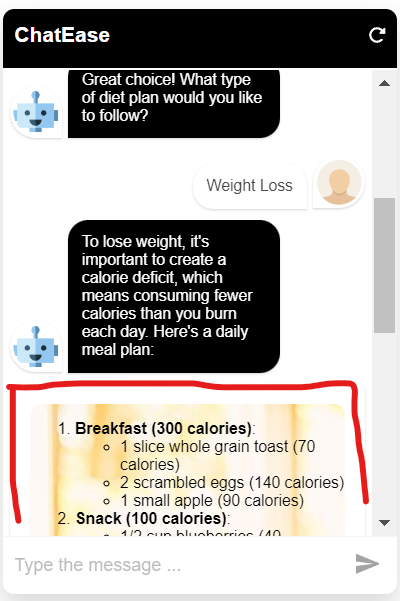 ChatEase
Great choice! What type
of diet plan would you like
to follow?
Weight Loss
To lose weight, it's
important to create a
calorie deficit, which
means consuming fewer
calories than you burn
each day. Here's a daily
meal plan:
1. Breakfast (300 calories):
1 slice whole grain toast (70
calories)
2 scrambled eggs (140 calories)
1 small apple (90 calories)
2. Snack (100 calories):
1/2 cup blueberries (40
Type the message ...